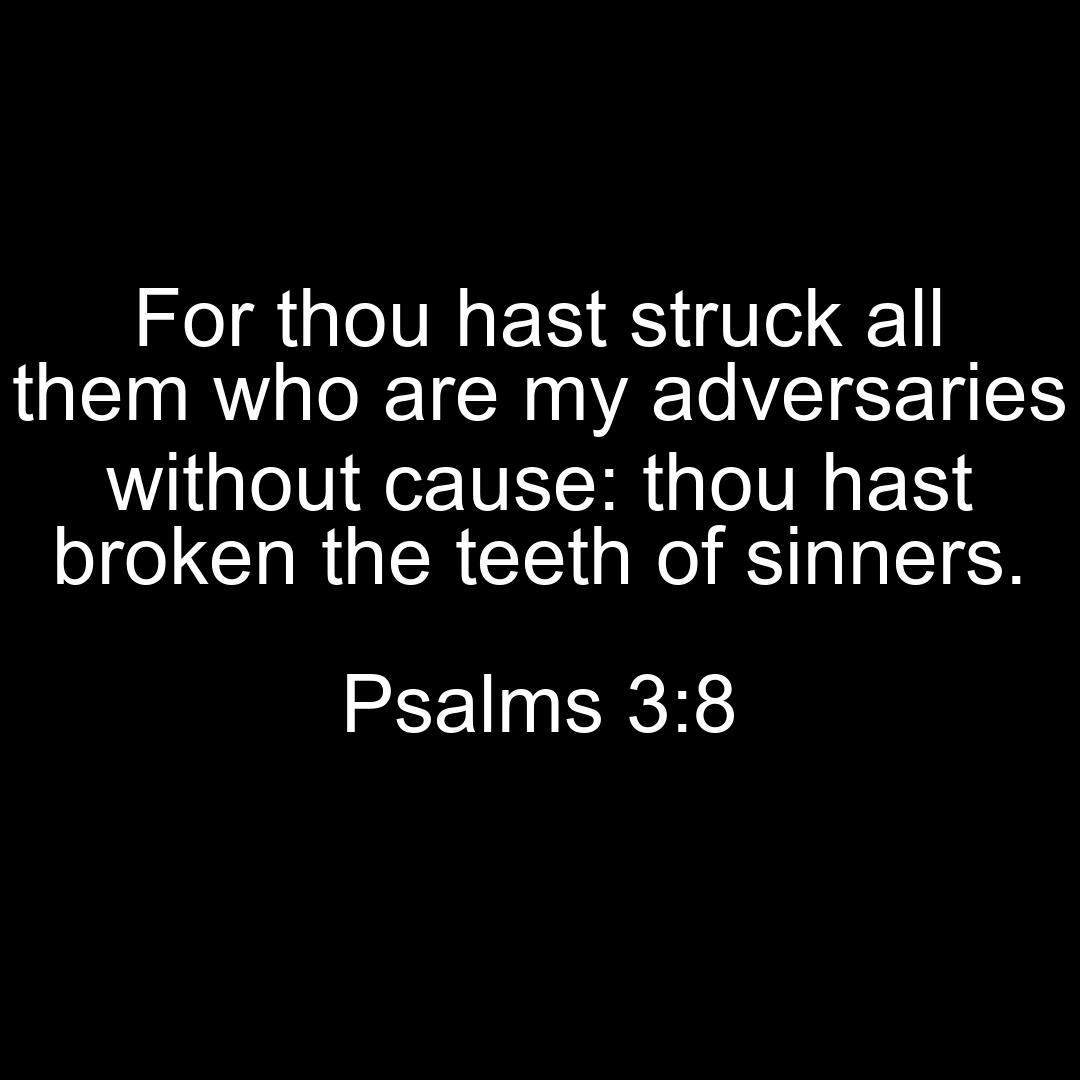 For thou hast struck all
them who are my adversaries
without cause: thou hast
broken the teeth of sinners.
Psalms 3:8